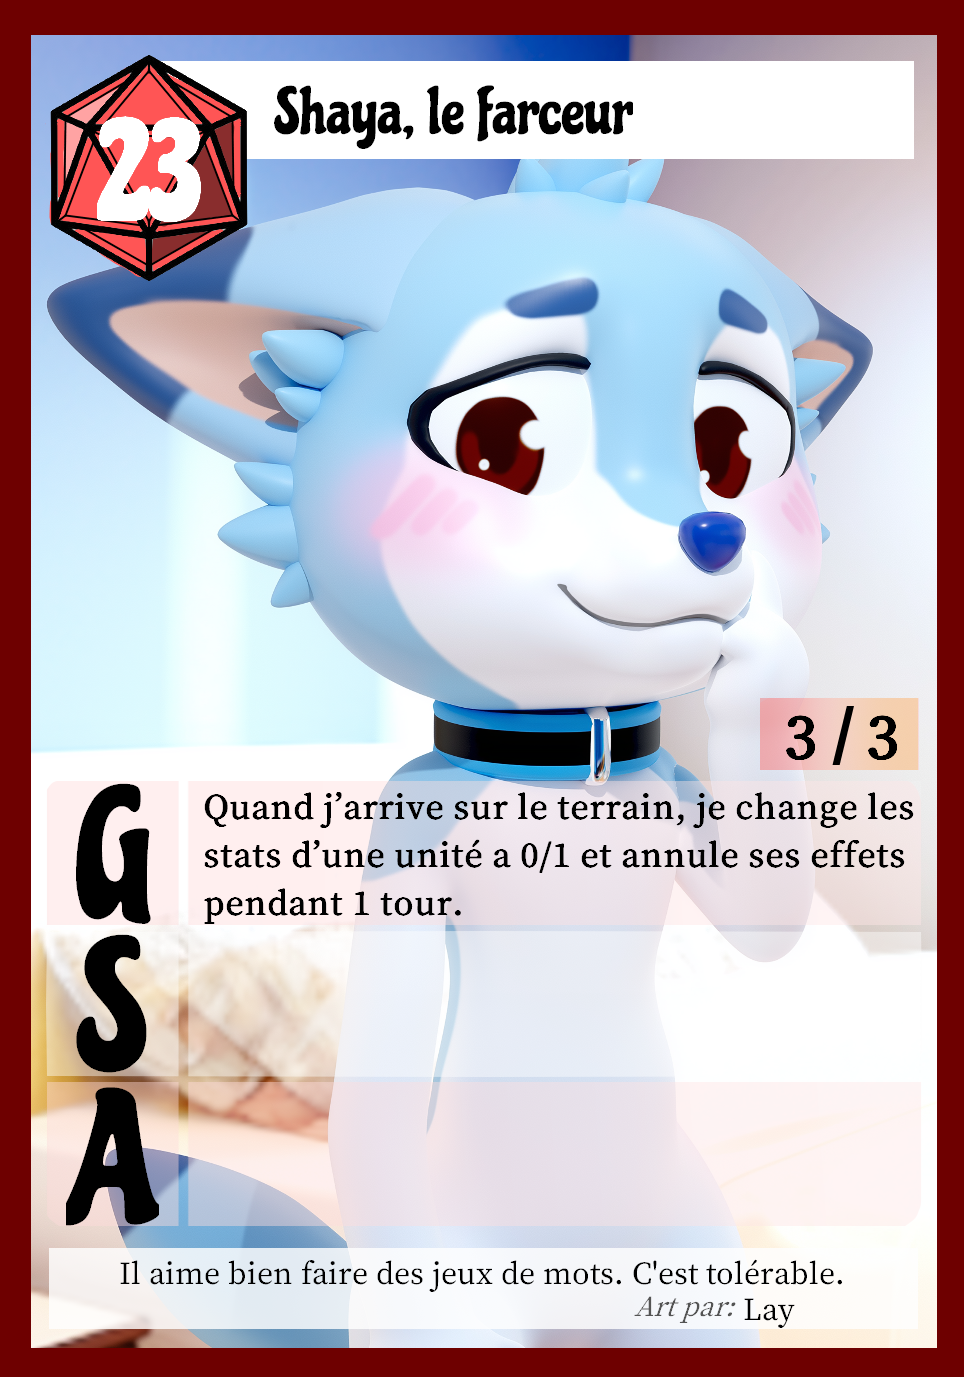 23
Shaya, le farceur
3 / 3
G
Quand j’arrive sur le terrain, je change les
stats d’une unité a 0/1 et annule ses effets
pendant 1 tour.
S
A
Il aime bien faire des jeux de mots. C'est tolérable.
Art par: Lay